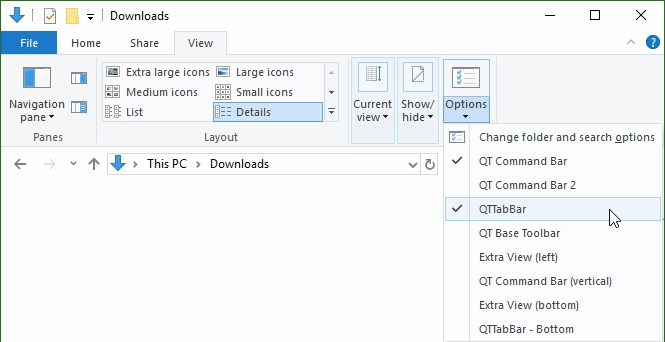 Downloads
File Home Share View
Navigation pane
Panes
Extra large icons Large icons
Medium icons Small icons
List Details
Layout
Current view
Show/ hide
Options
Change folder and search options
QT Command Bar
QT Command Bar 2
QTTabBar
QT Base Toolbar
Extra View (left)
QT Command Bar (vertical)
Extra View (bottom)
QTTabBar - Bottom
This PC Downloads